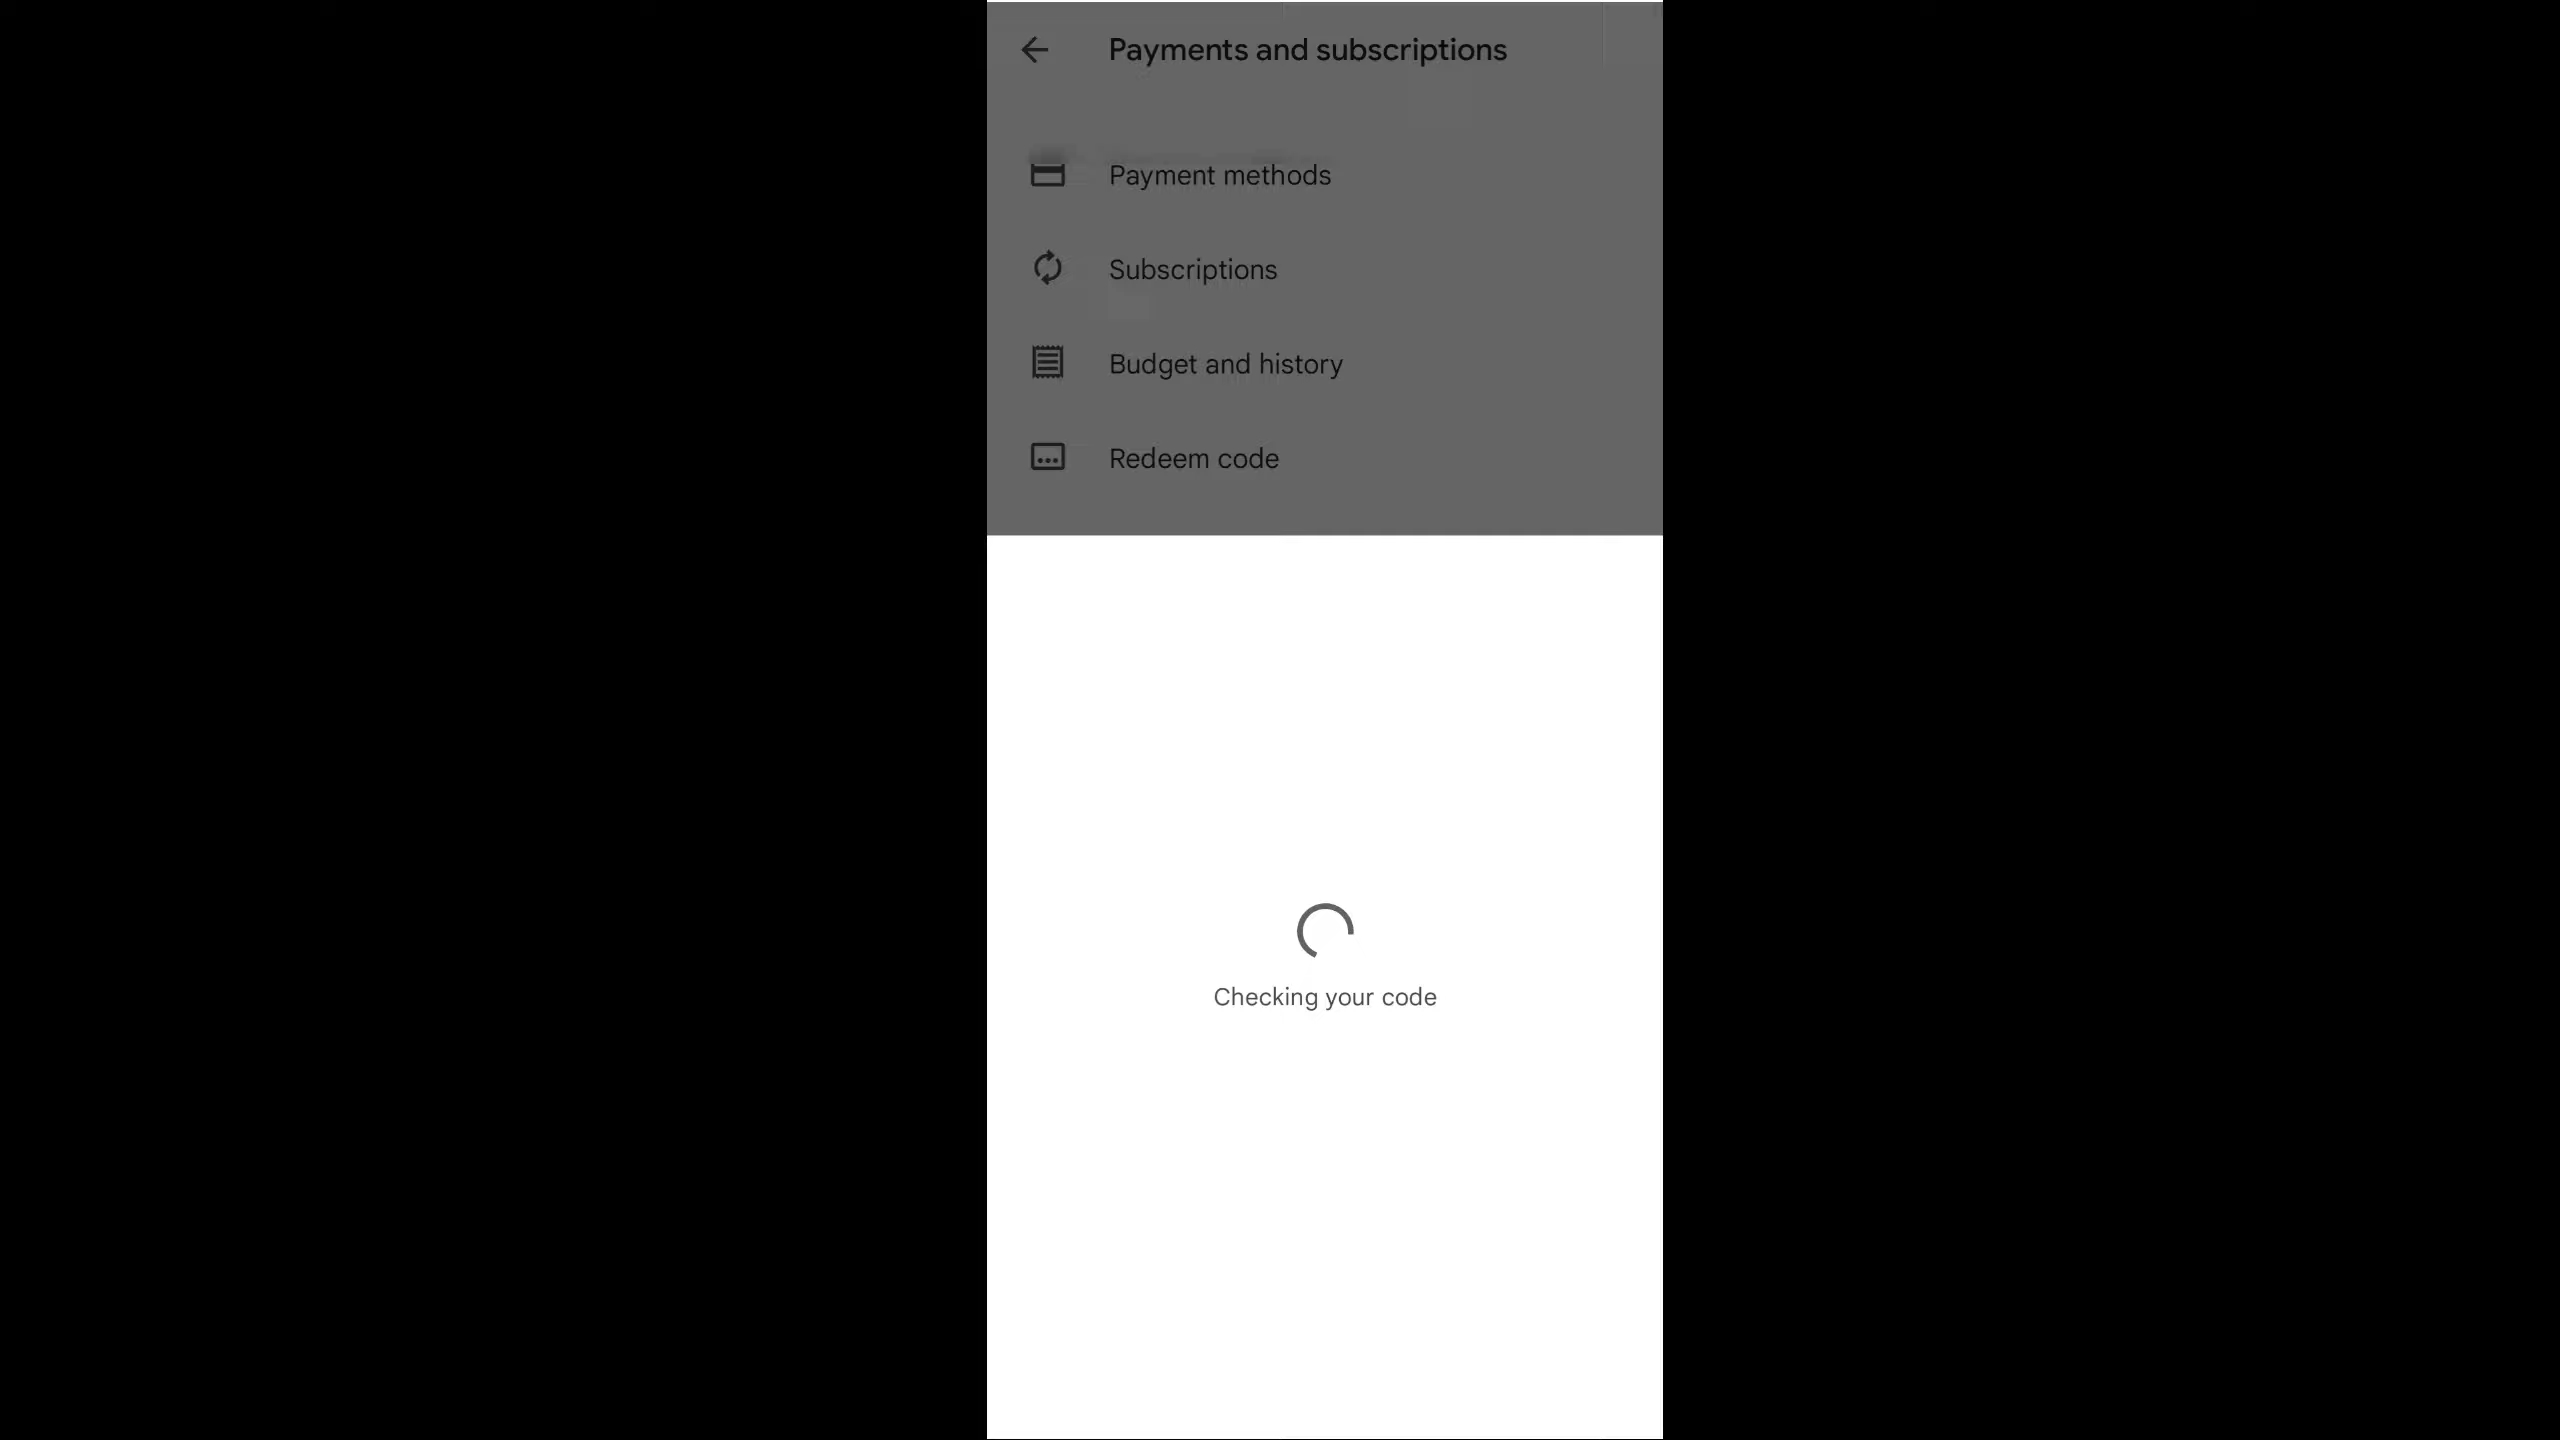 Payments and subscriptions
Payment methods
Subscriptions
Budget and history
Redeem code
Checking your code